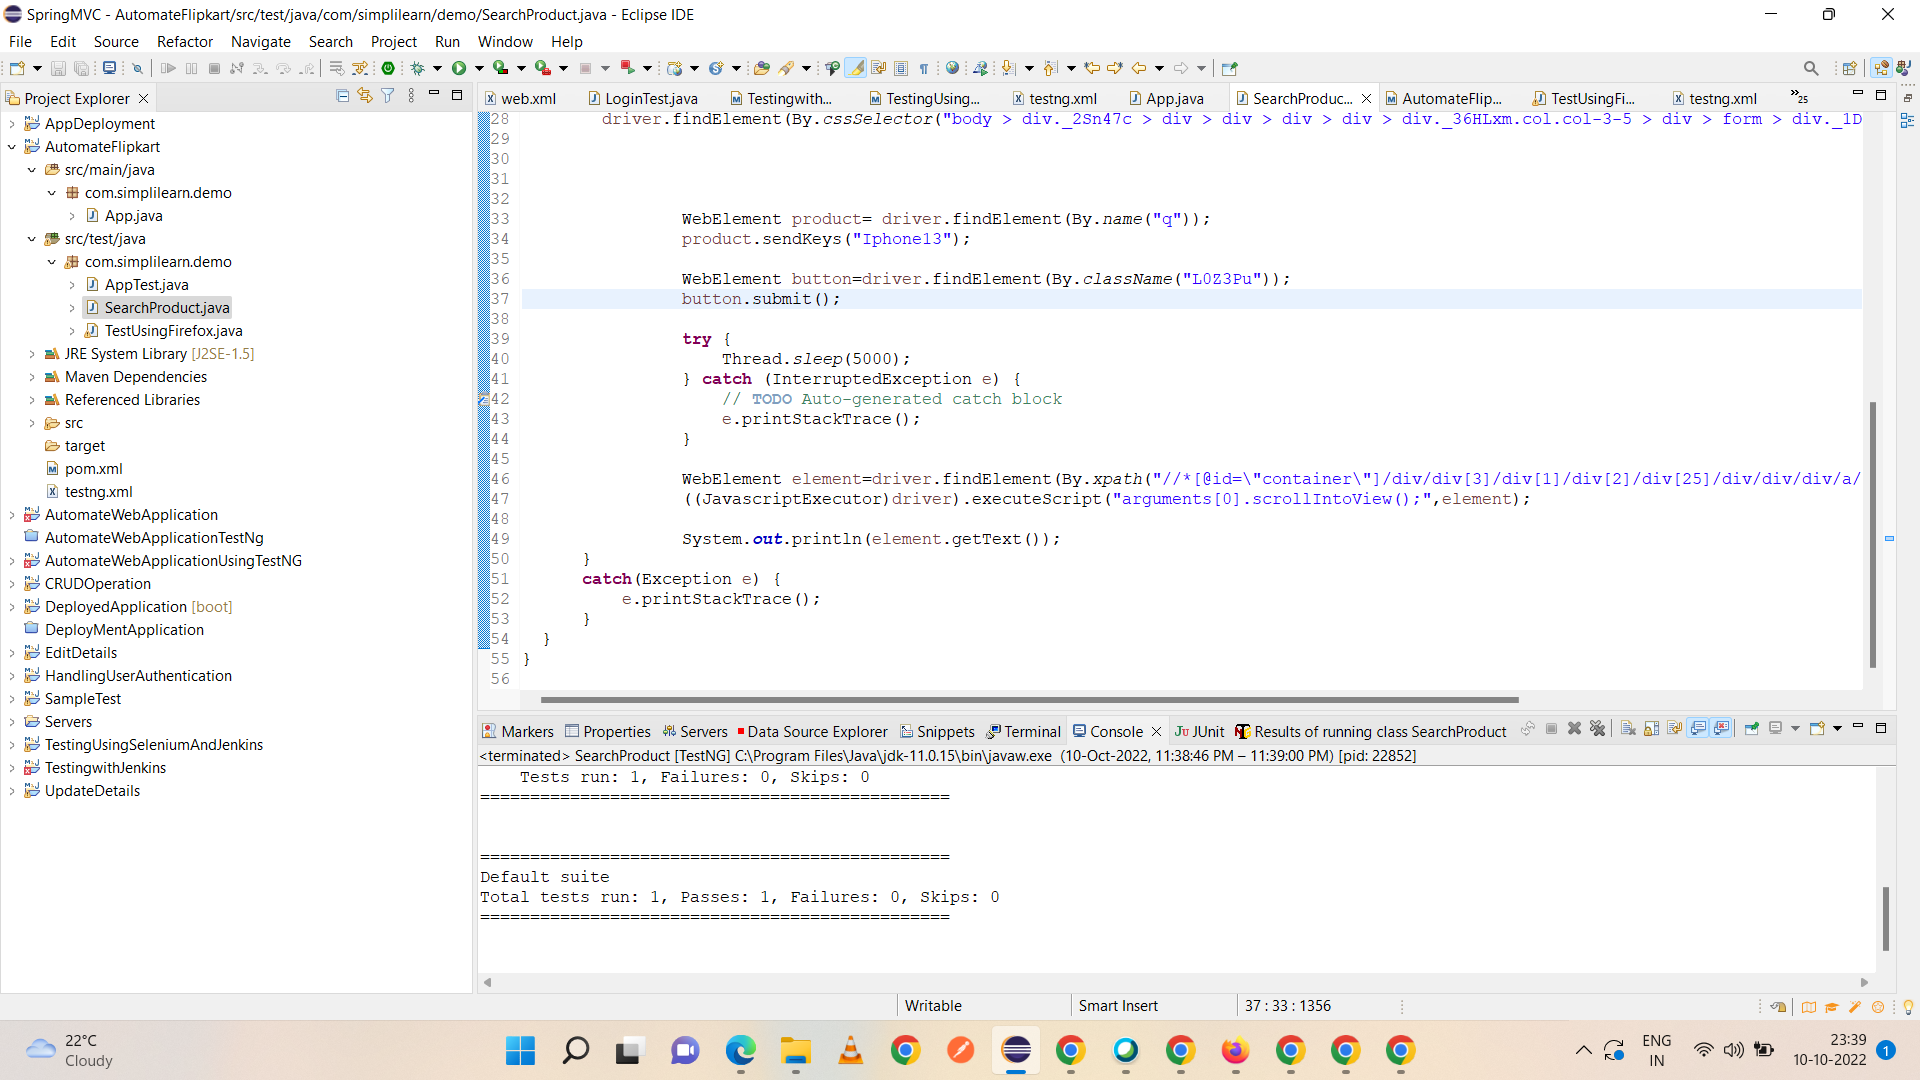 SpringMVC - AutomateFlipkart/src/test/java/com/simplilearn/demo/SearchProduct.java - Eclipse IDE
File Edit Source Refactor Navigate Search Project Run Window Help
Project Explorer
web.xml LoginTest.java Testingwith... TestingUsing... testng.xml App.java SearchProduc... AutomateFlip... TestUsingFi... testng.xml »25
AppDeployment
AutomateFlipkart
src/main/java
com.simplilearn.demo
App.java
src/test/java
com.simplilearn.demo
AppTest.java
SearchProduct.java
TestUsingFirefox.java
JRE System Library [J2SE-1.5]
Maven Dependencies
Referenced Libraries
src
target
pom.xml
testng.xml
AutomateWebApplication
AutomateWebApplicationTestNg
AutomateWebApplicationUsingTestNG
CRUDOperation
DeployedApplication [boot]
DeployMentApplication
EditDetails
HandlingUserAuthentication
SampleTest
Servers
TestingUsingSeleniumAndJenkins
TestingwithJenkins
UpdateDetails
28 driver.findElement(By.cssSelector("body > div._2Sn47c > div > div > div > div > div._36HLxm.col.col-3-5 > div > form > div._1D
29
30
31
32
33 WebElement product= driver.findElement(By.name("q"));
34 product.sendKeys("Iphone13");
35
36 WebElement button=driver.findElement(By.className("L0Z3Pu"));
37 button.submit();
38
39 try {
40 Thread.sleep(5000);
41 } catch (InterruptedException e) {
42 // TODO Auto-generated catch block
43 e.printStackTrace();
44 }
45
46 WebElement element=driver.findElement(By.xpath("//*[@id=\"container\"]/div/div[3]/div[1]/div[2]/div[25]/div/div/div/a/
47 ((JavascriptExecutor)driver).executeScript("arguments[0].scrollIntoView();",element);
48
49 System.out.println(element.getText());
50 }
51 catch(Exception e) {
52 e.printStackTrace();
53 }
54 }
55 }
56
Markers Properties Servers Data Source Explorer Snippets Terminal Console Ju JUnit Results of running class SearchProduct
<terminated> SearchProduct [TestNG] C:\Program Files\Java\jdk-11.0.15\bin\javaw.exe (10-Oct-2022, 11:38:46 PM – 11:39:00 PM) [pid: 22852]
Tests run: 1, Failures: 0, Skips: 0
===============================================
===============================================
Default suite
Total tests run: 1, Passes: 1, Failures: 0, Skips: 0
===============================================
Writable Smart Insert 37 : 33 : 1356
22°C
Cloudy
ENG
IN
23:39
10-10-2022
1